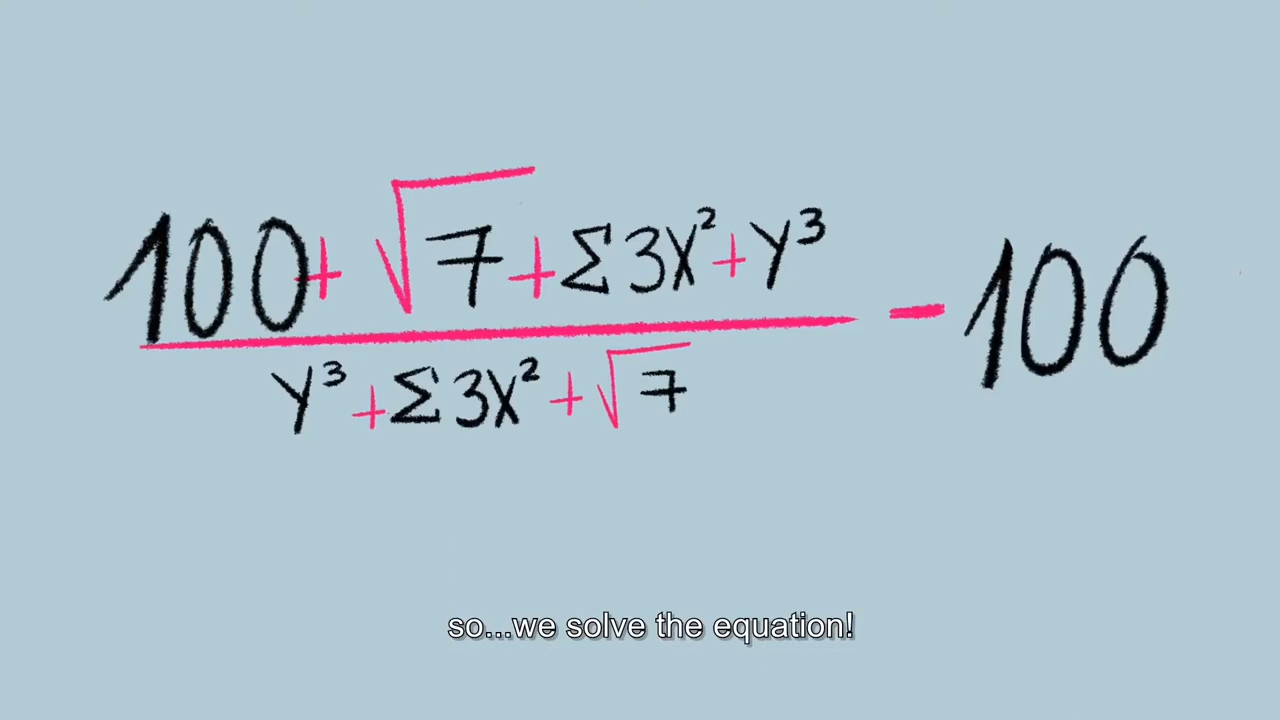 100+√7+Σ3X²+Y³
-100
Y³+Σ3X²+√7
so...we solve the equation!